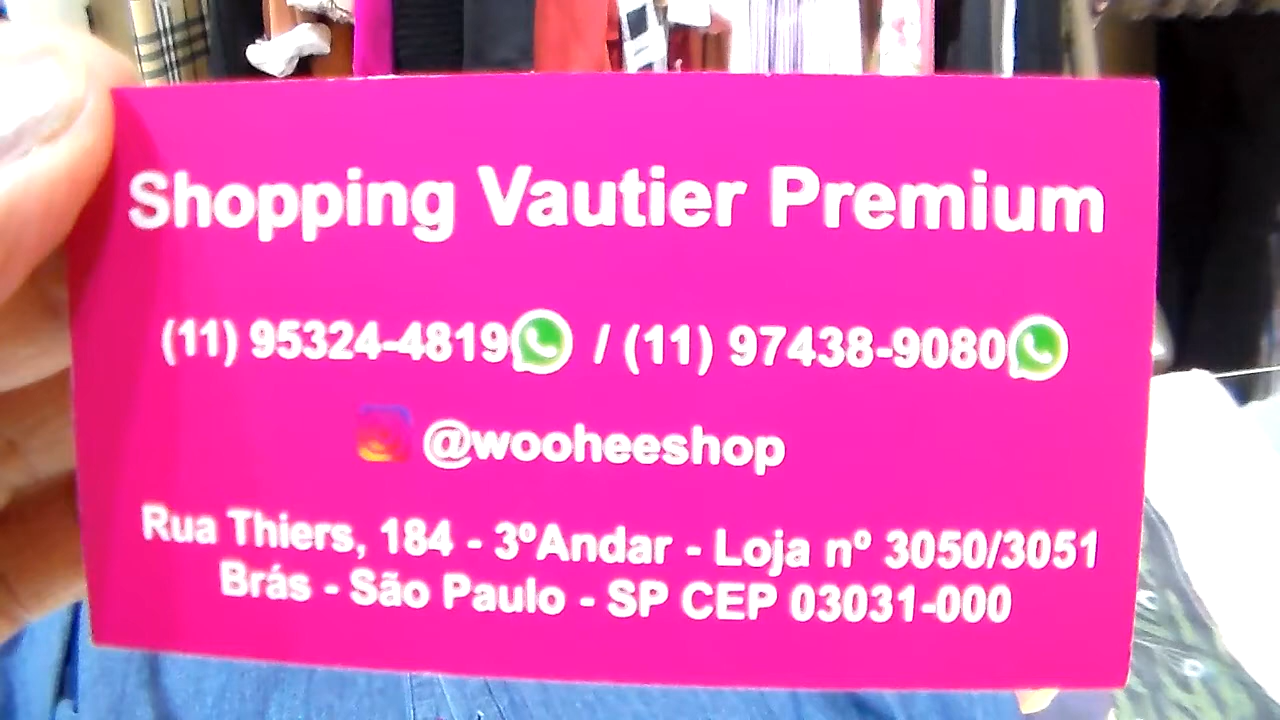 Shopping Vautier Premium
(11) 95324-4819 / (11) 97438-9080
@wooheeshop
Rua Thiers, 184 - 3ºAndar - Loja nº 3050/3051
Brás - São Paulo - SP CEP 03031-000